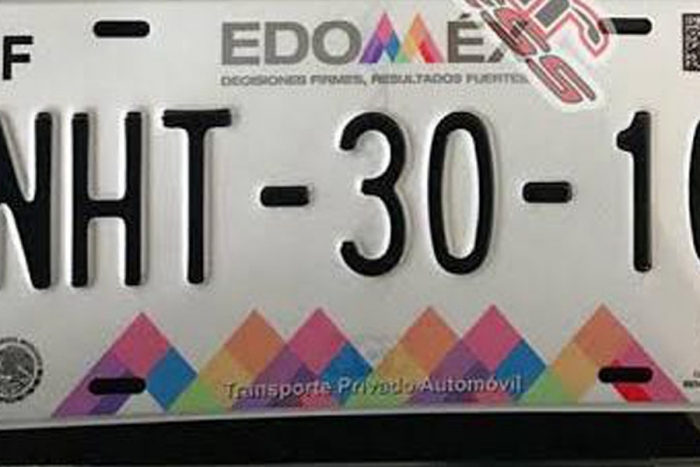 F
EDOMÉX
DECISIONES FIRMES, RESULTADOS FUERTES
NHT-30-1
Transporte Privado Automóvil